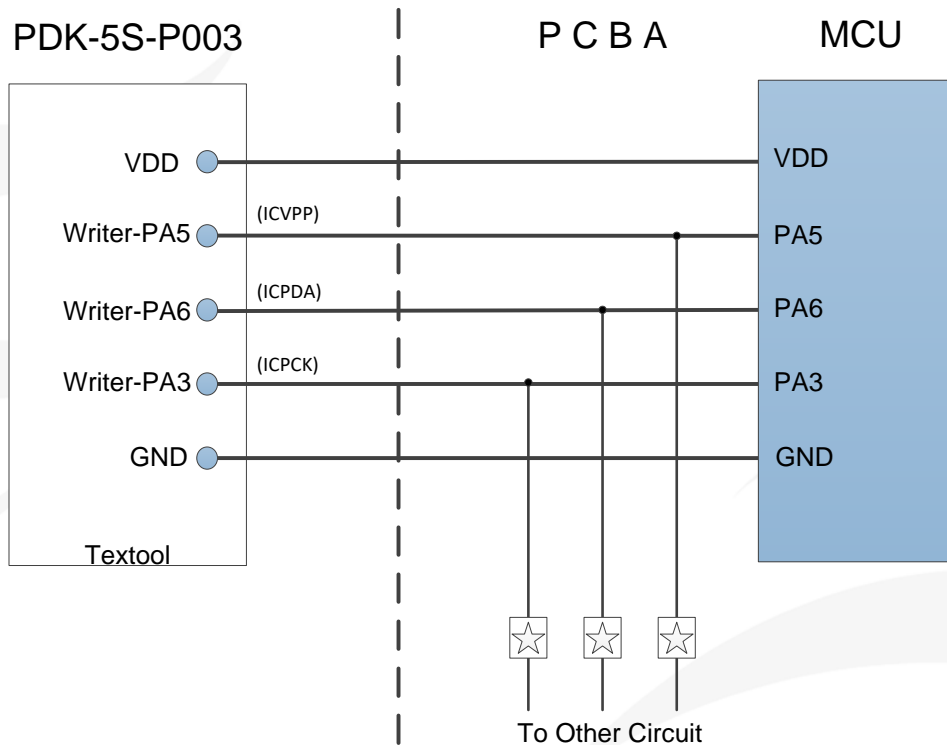 PDK-5S-P003
P C B A
MCU
VDD
VDD
(ICVPP)
Writer-PA5
PA5
(ICPDA)
Writer-PA6
PA6
(ICPCK)
Writer-PA3
PA3
GND
GND
Textool
To Other Circuit